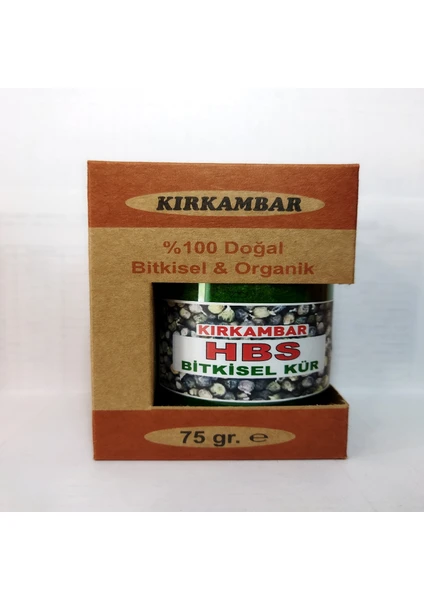 KIRKAMBAR
%100 Doğal
Bitkisel & Organik
KIRKAMBAR
HBS
BİTKİSEL KÜR
75 gr. ℮